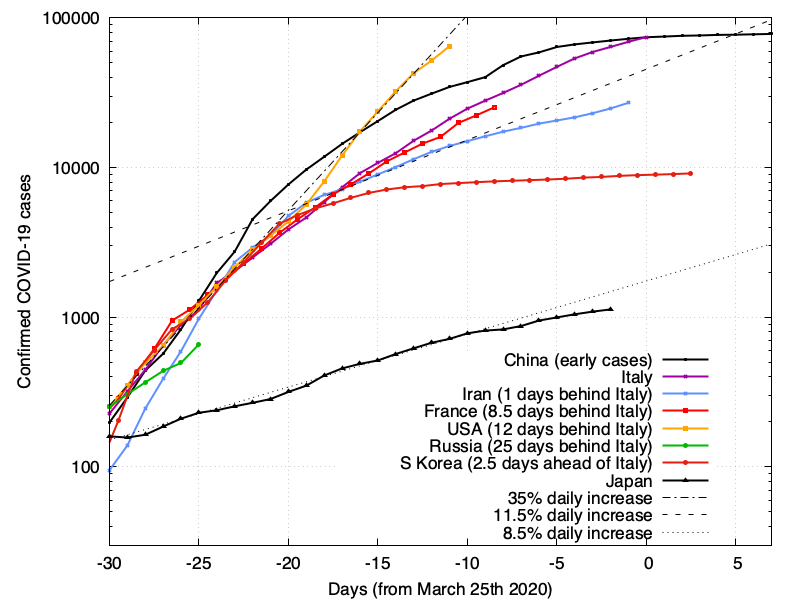 100000
10000
1000
100
Confirmed COVID-19 cases
China (early cases)
Italy
Iran (1 days behind Italy)
France (8.5 days behind Italy)
USA (12 days behind Italy)
Russia (25 days behind Italy)
S Korea (2.5 days ahead of Italy)
Japan
35% daily increase
11.5% daily increase
8.5% daily increase
-30 -25 -20 -15 -10 -5 0 5
Days (from March 25th 2020)